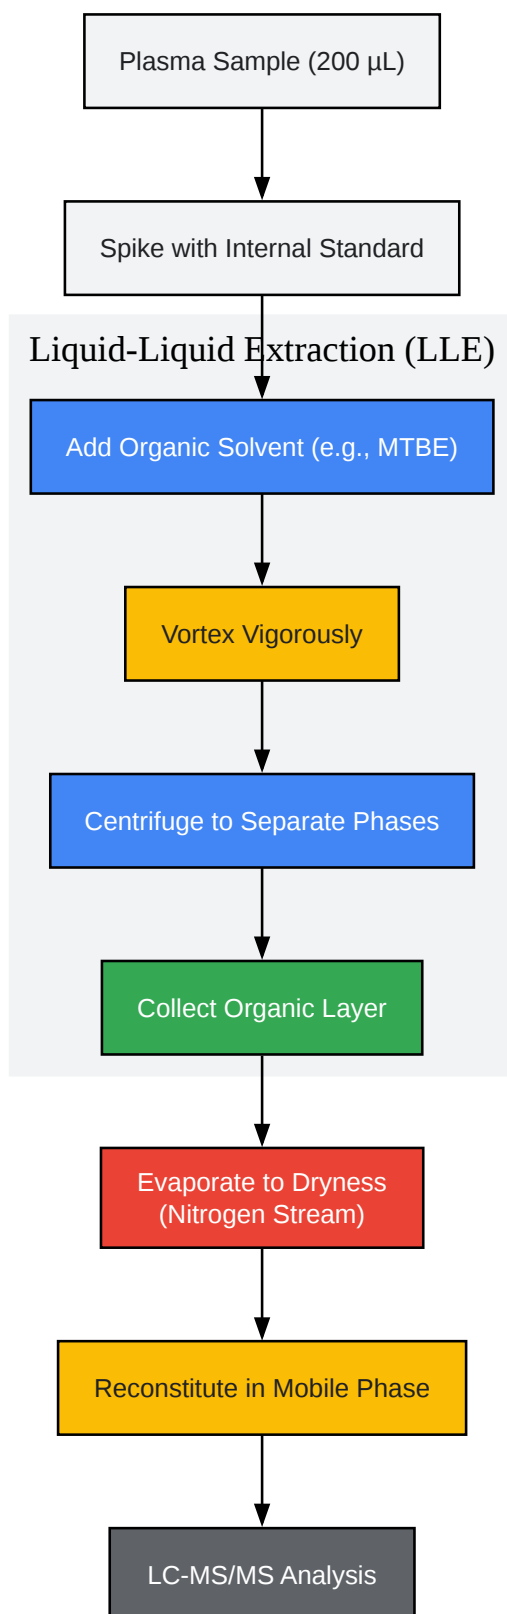 Plasma Sample (200 µL)
Spike with Internal Standard
Liquid-Liquid Extraction (LLE)
Add Organic Solvent (e.g., MTBE)
Vortex Vigorously
Centrifuge to Separate Phases
Collect Organic Layer
Evaporate to Dryness
(Nitrogen Stream)
Reconstitute in Mobile Phase
LC-MS/MS Analysis